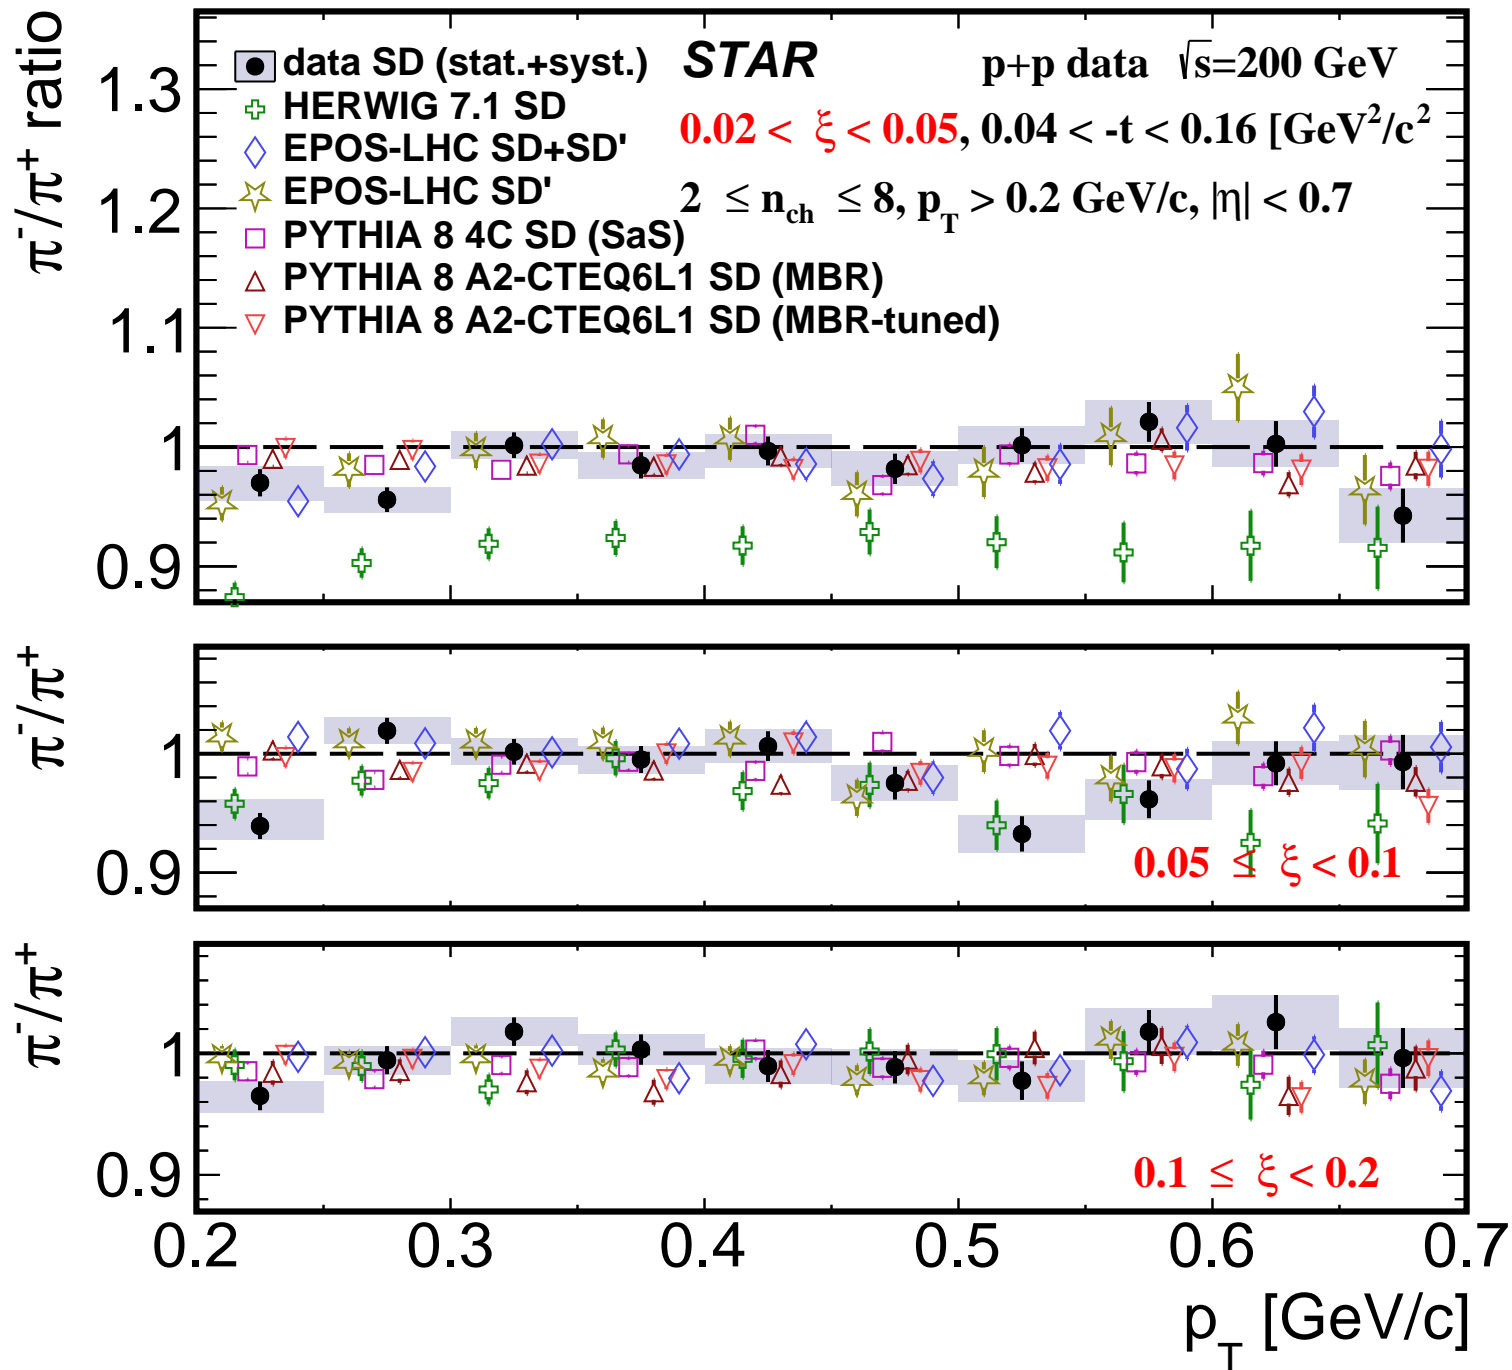 π⁻/π⁺ ratio
1.3
1.2
1.1
1
0.9
data SD (stat.+syst.)
HERWIG 7.1 SD
EPOS-LHC SD+SD'
EPOS-LHC SD'
PYTHIA 8 4C SD (SaS)
PYTHIA 8 A2-CTEQ6L1 SD (MBR)
PYTHIA 8 A2-CTEQ6L1 SD (MBR-tuned)
STAR p+p data √s=200 GeV
0.02 < ξ < 0.05, 0.04 < -t < 0.16 [GeV²/c²
2 ≤ n_ch ≤ 8, p_T > 0.2 GeV/c, |η| < 0.7
π⁻/π⁺
1
0.9
0.05 ≤ ξ < 0.1
π⁻/π⁺
1
0.9
0.1 ≤ ξ < 0.2
0.2 0.3 0.4 0.5 0.6 0.7
p_T [GeV/c]